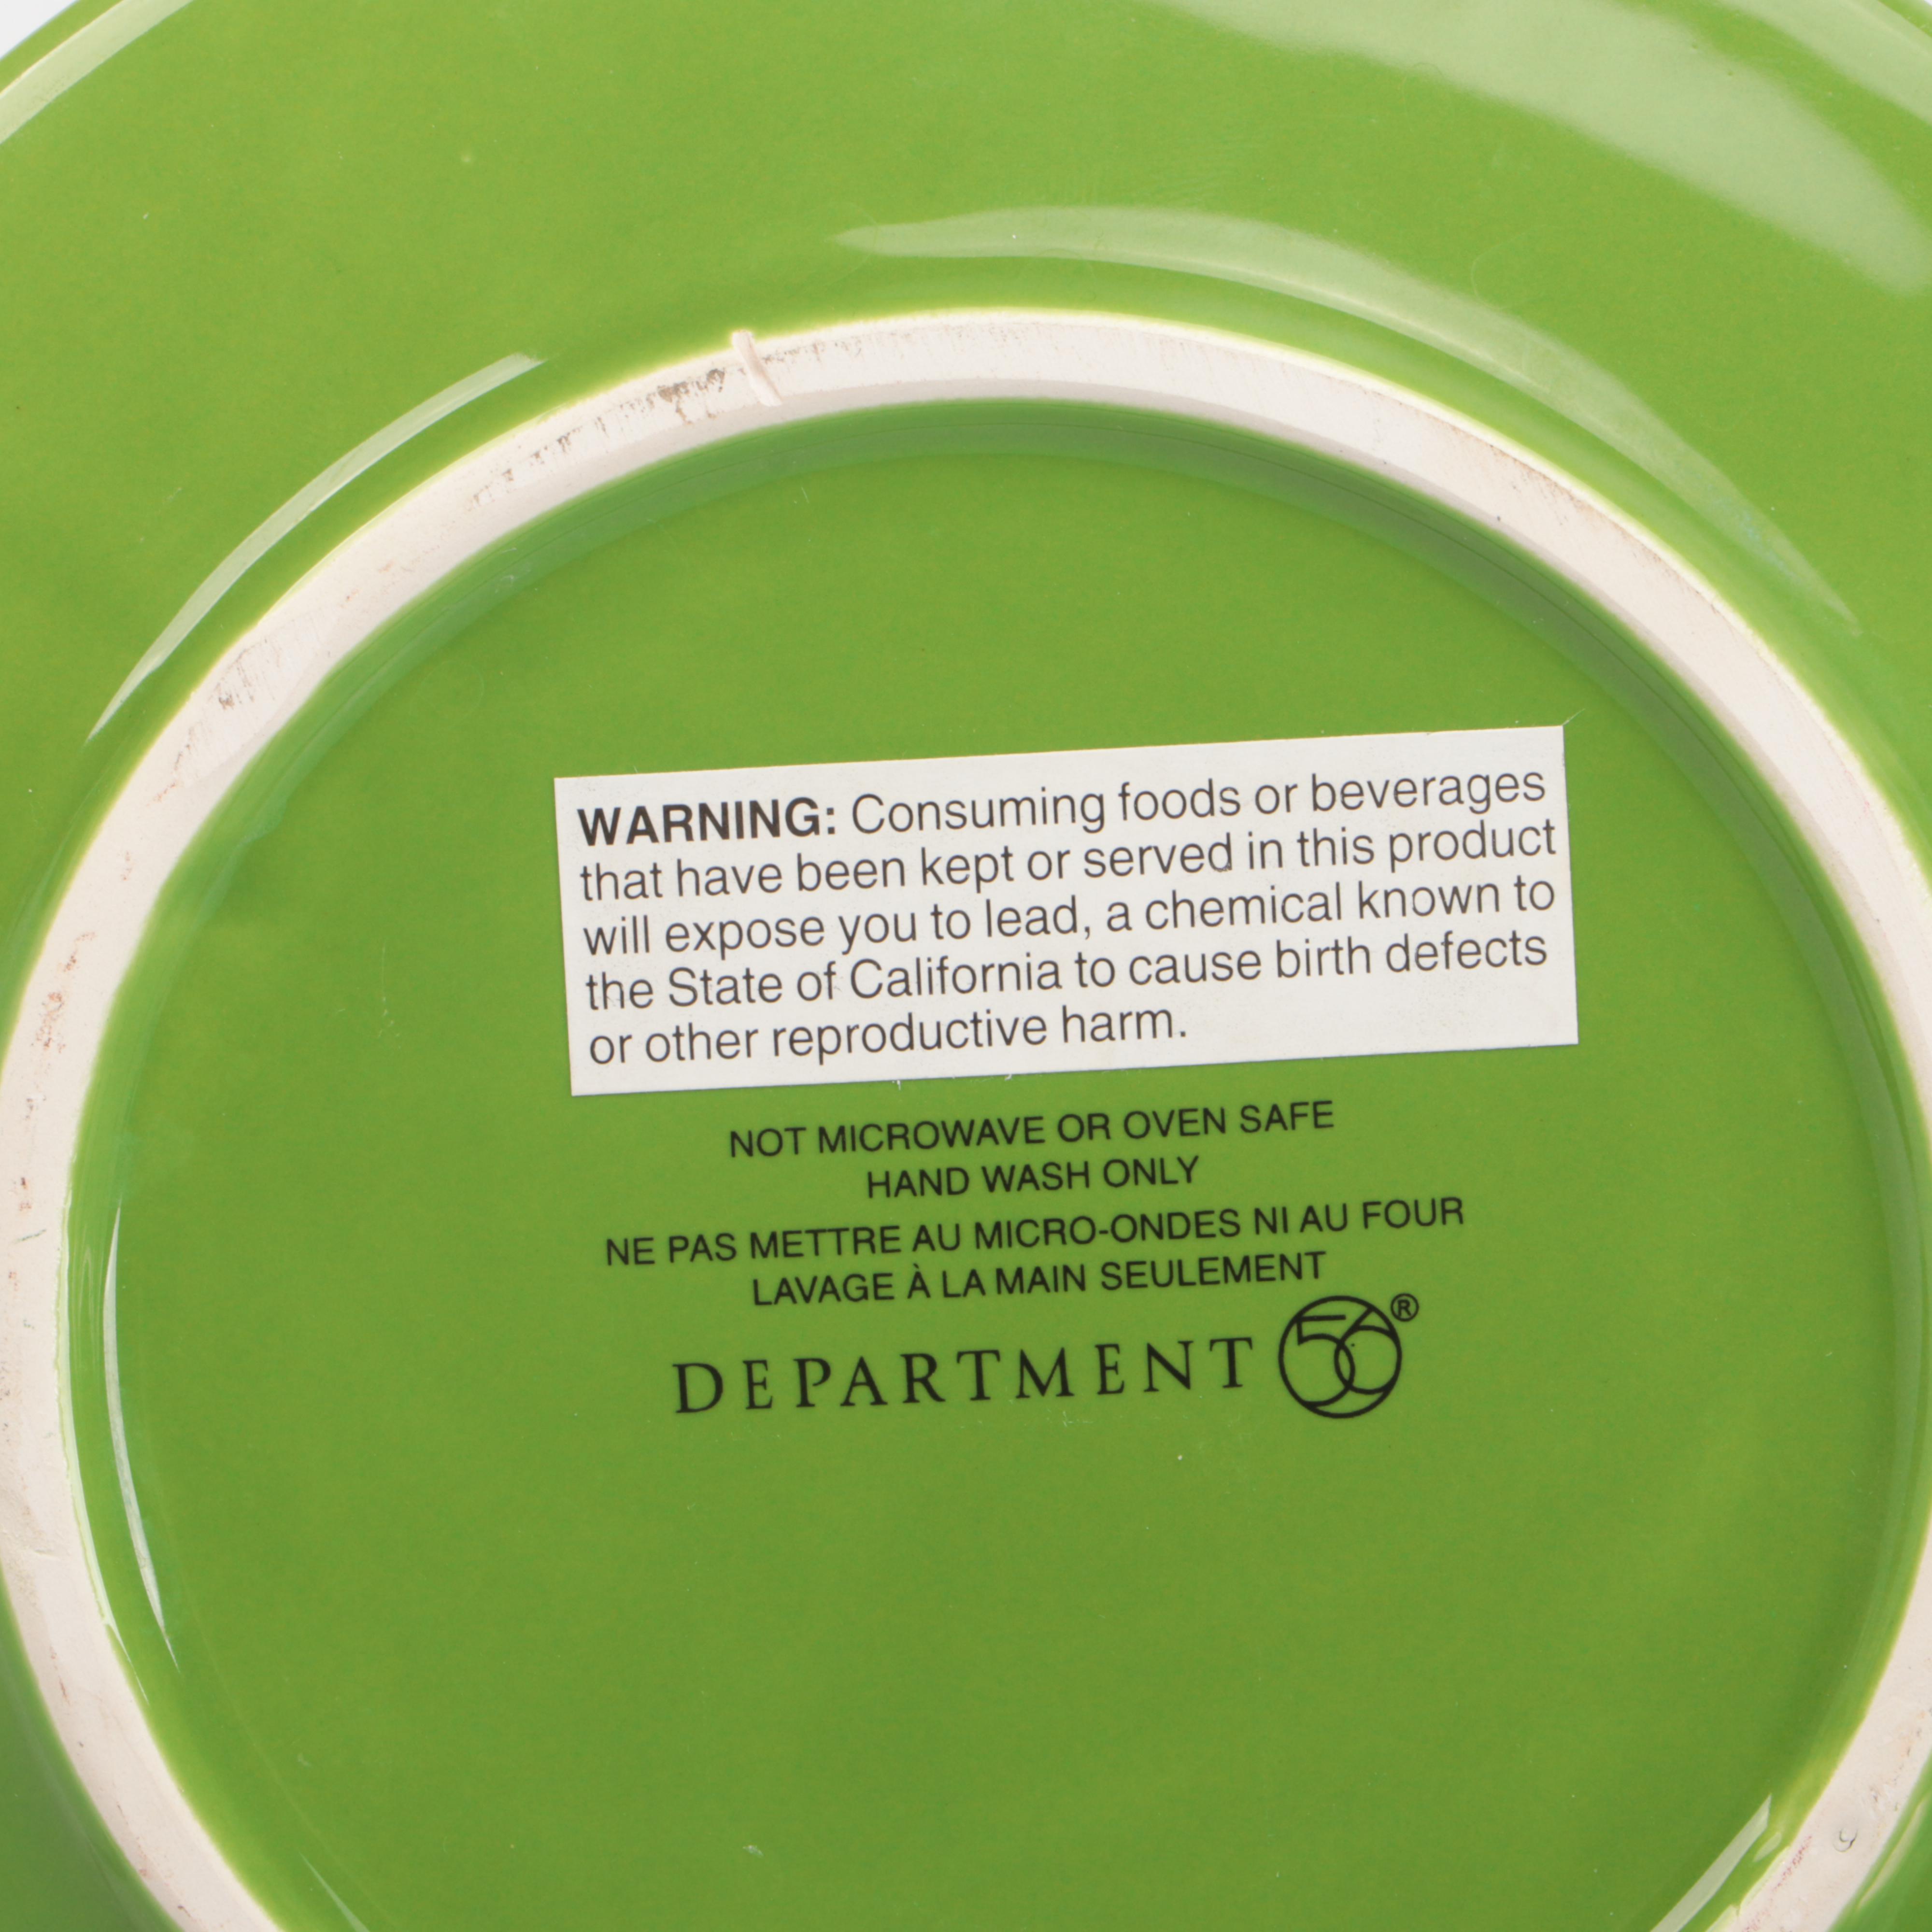 WARNING: Consuming foods or beverages
that have been kept or served in this product
will expose you to lead, a chemical known to
the State of California to cause birth defects
or other reproductive harm.
NOT MICROWAVE OR OVEN SAFE
HAND WASH ONLY
NE PAS METTRE AU MICRO-ONDES NI AU FOUR
LAVAGE À LA MAIN SEULEMENT
DEPARTMENT 56®